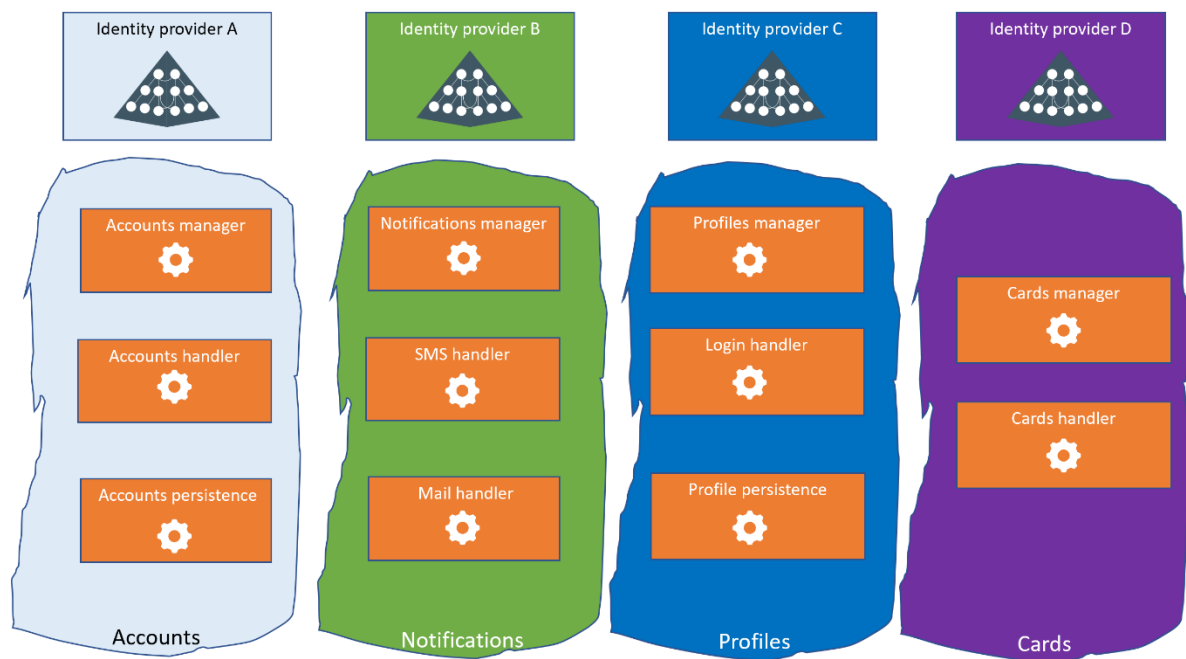 Identity provider A
Identity provider B
Identity provider C
Identity provider D
Accounts manager
Notifications manager
Profiles manager
Cards manager
Accounts handler
SMS handler
Login handler
Cards handler
Accounts persistence
Mail handler
Profile persistence
Accounts
Notifications
Profiles
Cards